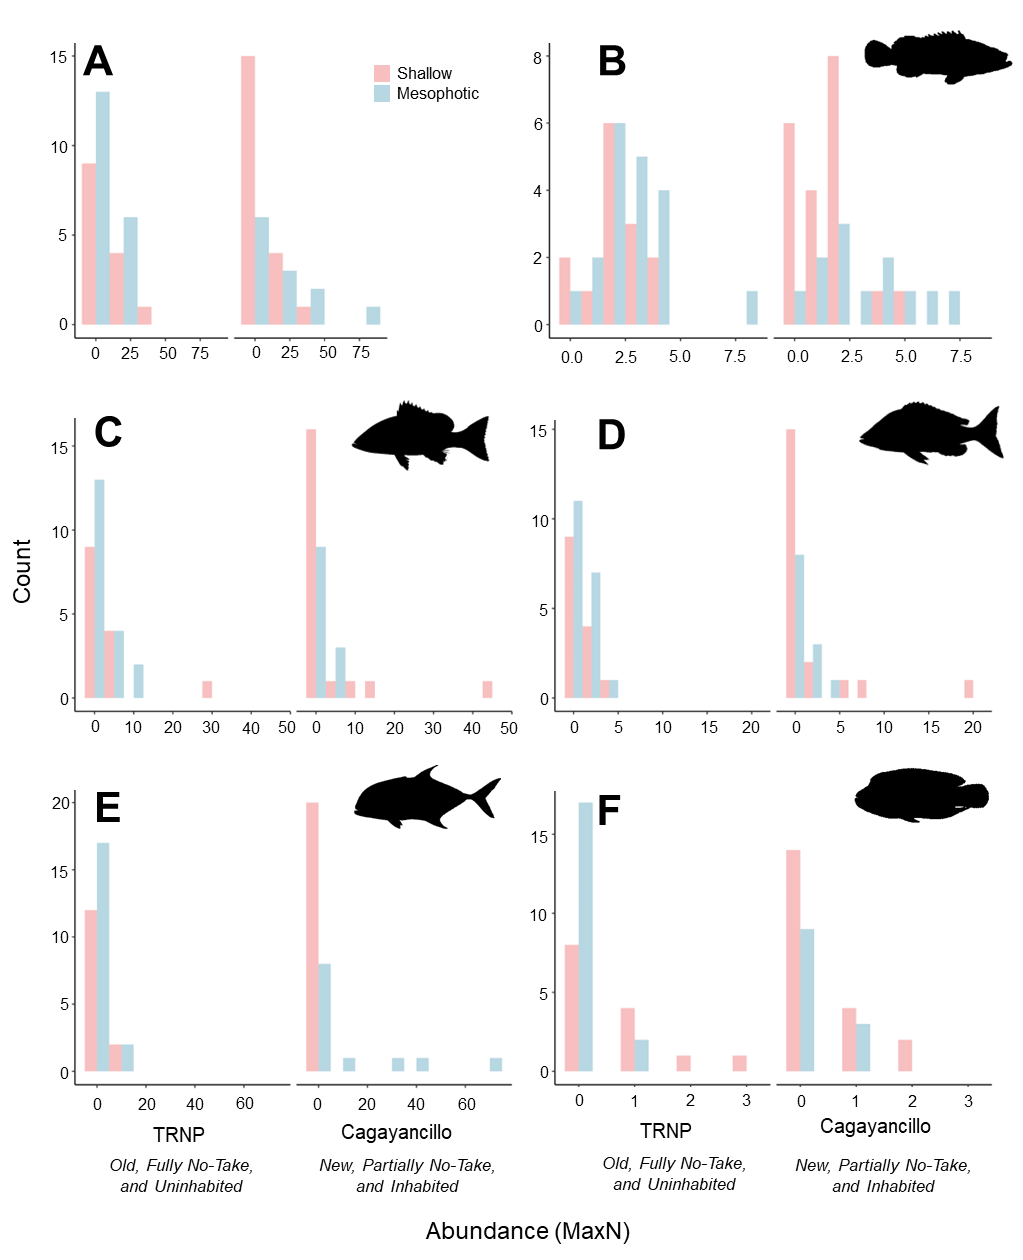 A
B
15
10
5
0
Shallow
Mesophotic
0 25 50 75
0 25 50 75
8
6
4
2
0
0.0 2.5 5.0 7.5
0.0 2.5 5.0 7.5
C
D
15
10
5
0
0 10 20 30 40 50
0 10 20 30 40 50
15
10
5
0
0 5 10 15 20
0 5 10 15 20
Count
E
F
20
15
10
5
0
0 20 40 60
0 20 40 60
15
10
5
0
0 1 2 3
0 1 2 3
TRNP
Old, Fully No-Take,
and Uninhabited
Cagayancillo
New, Partially No-Take,
and Inhabited
TRNP
Old, Fully No-Take,
and Uninhabited
Cagayancillo
New, Partially No-Take,
and Inhabited
Abundance (MaxN)